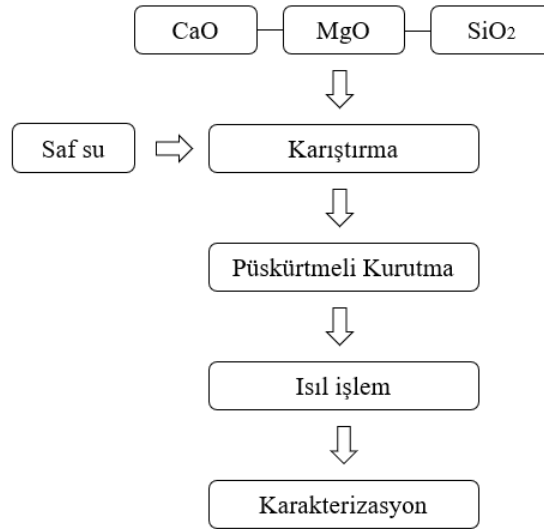 CaO MgO SiO2
Saf su Karıştırma
Püskürtmeli Kurutma
Isıl işlem
Karakterizasyon